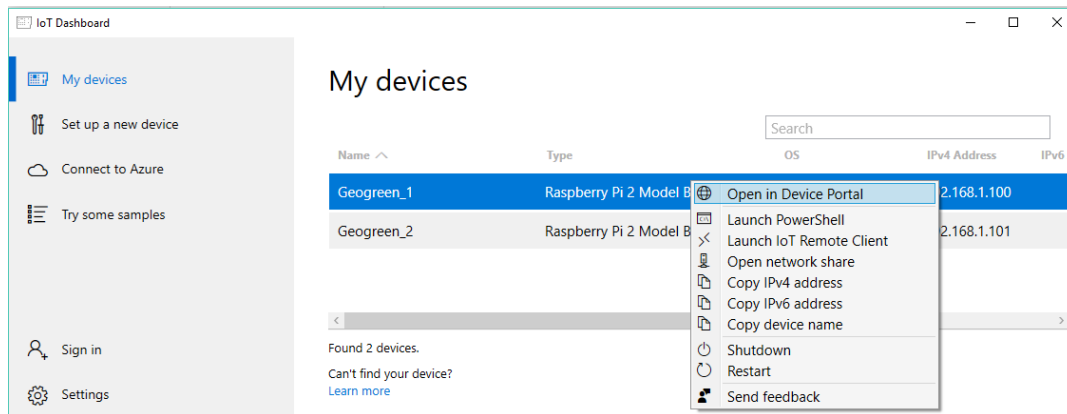 IoT Dashboard
My devices
Set up a new device
Connect to Azure
Try some samples
Sign in
Settings
My devices
Search
Name Type OS IPv4 Address IPv6
Geogreen_1 Raspberry Pi 2 Model B 2.168.1.100
Geogreen_2 Raspberry Pi 2 Model B 2.168.1.101
Open in Device Portal
Launch PowerShell
Launch IoT Remote Client
Open network share
Copy IPv4 address
Copy IPv6 address
Copy device name
Shutdown
Restart
Send feedback
Found 2 devices.
Can't find your device?
Learn more